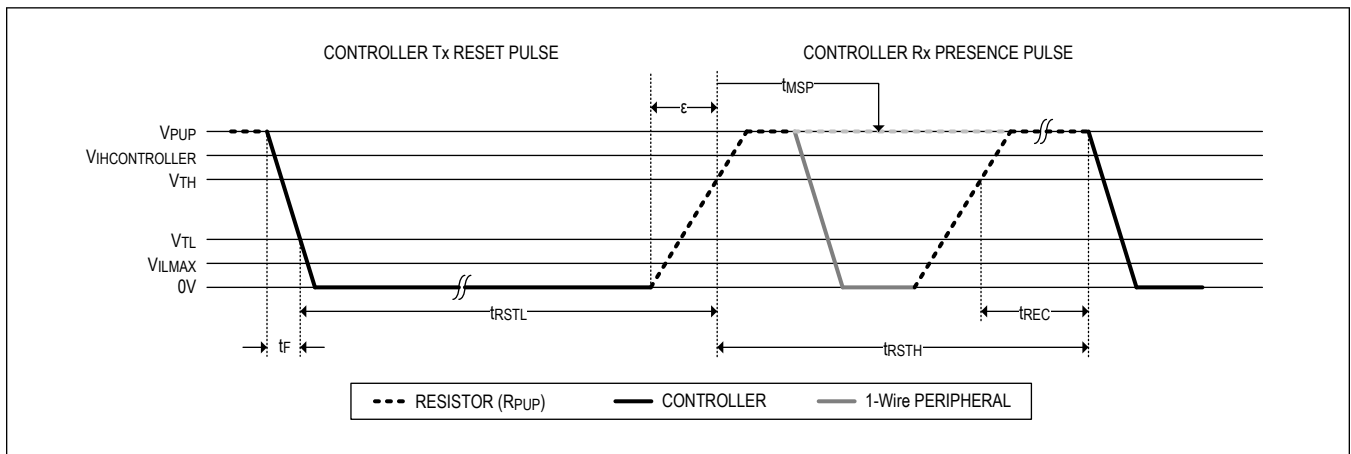 CONTROLLER Tx RESET PULSE
CONTROLLER Rx PRESENCE PULSE
ε
tMSP
VPUP
VIHCONTROLLER
VTH
VTL
VILMAX
0V
tRSTL
tREC
tF
tRSTH
RESISTOR (RPUP) CONTROLLER 1-Wire PERIPHERAL